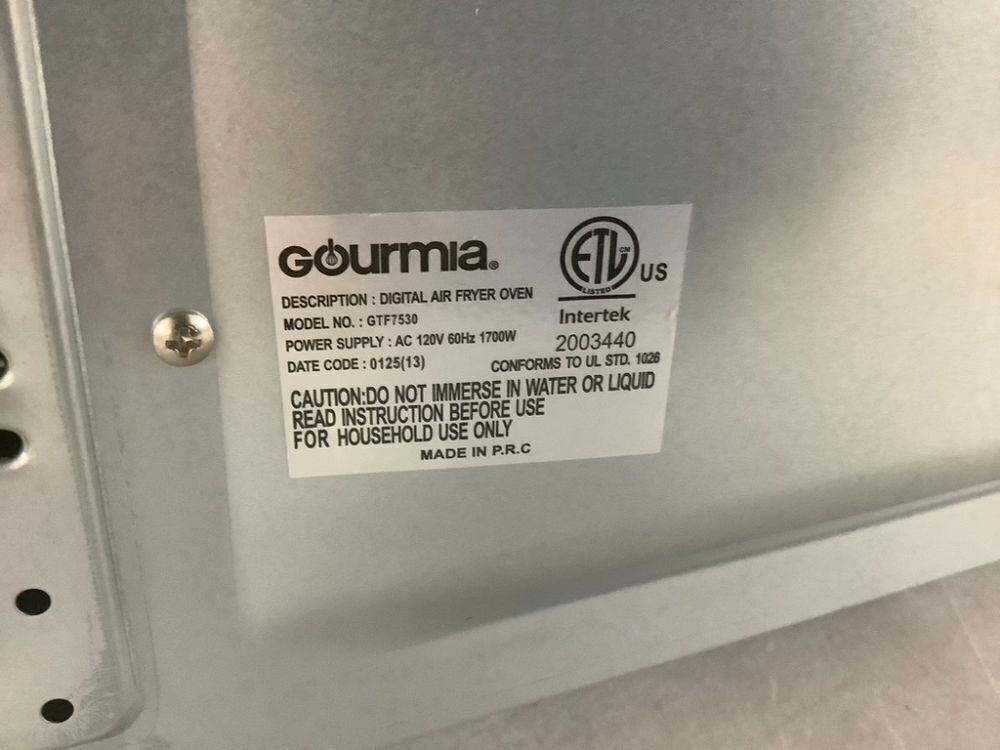 GOURMIA®
DESCRIPTION : DIGITAL AIR FRYER OVEN
MODEL NO. : GTF7530
POWER SUPPLY : AC 120V 60Hz 1700W
DATE CODE : 0125(13)
ETL CM
LISTED
US
Intertek
2003440
CONFORMS TO UL STD. 1026
CAUTION:DO NOT IMMERSE IN WATER OR LIQUID
READ INSTRUCTION BEFORE USE
FOR HOUSEHOLD USE ONLY
MADE IN P.R.C